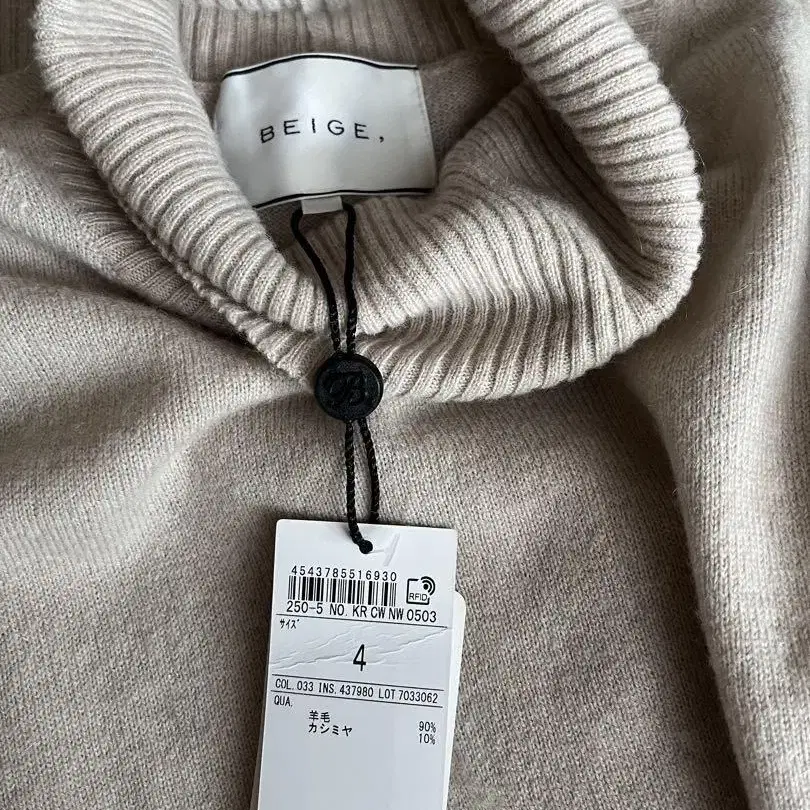 BEIGE,
B
4543785516930
RFID
250-5 NO. KR CW NW 0503
サイズ
4
COL. 033 INS. 437980 LOT 7033062
QUA.
羊毛 90%
カシミヤ 10%